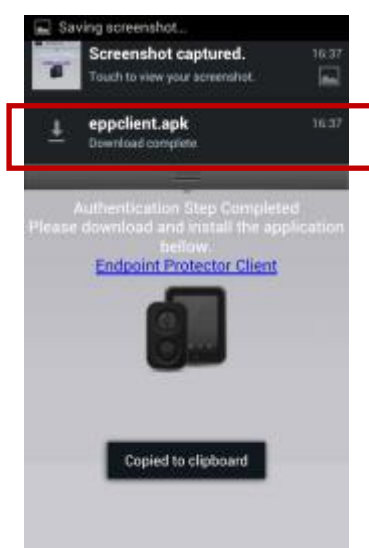 Saving screenshot...
Screenshot captured. 16:37
Touch to view your screenshot.
eppclient.apk 16:37
Download complete
Authentication Step Completed
Please download and install the application
bellow.
Endpoint Protector Client
Copied to clipboard